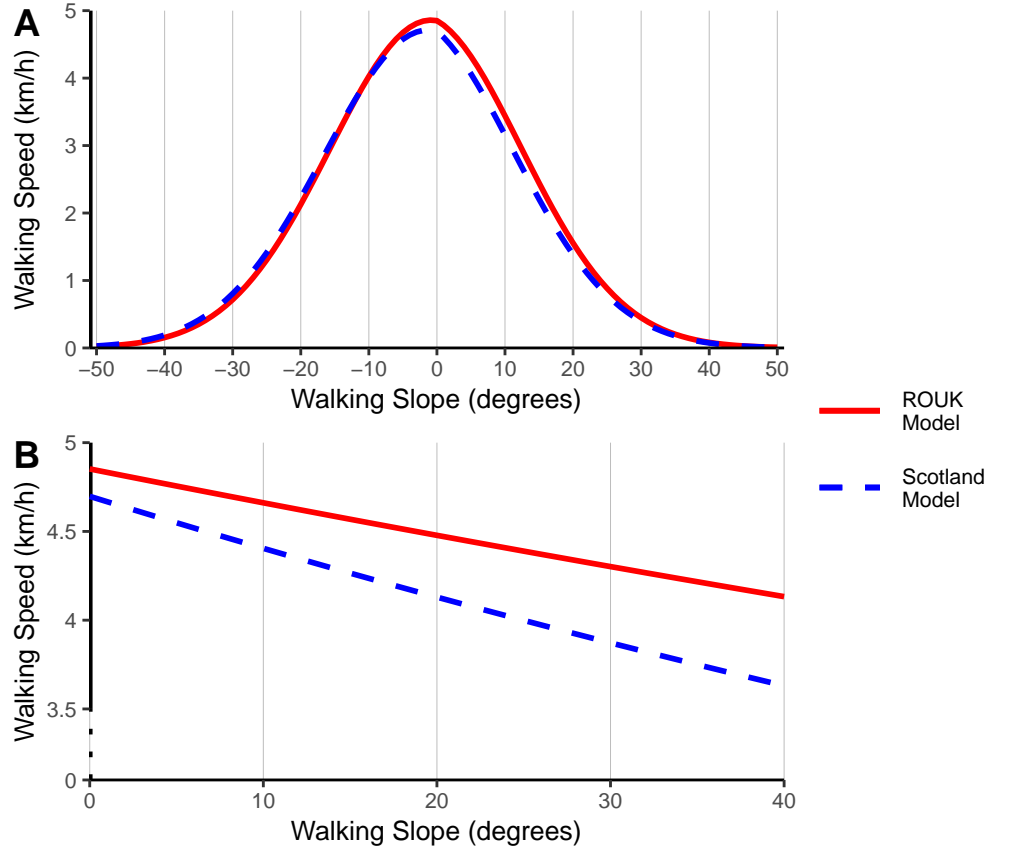 A
Walking Speed (km/h)
5
4
3
2
1
0
−50 −40 −30 −20 −10 0 10 20 30 40 50
Walking Slope (degrees)
ROUK
Model
Scotland
Model
B
Walking Speed (km/h)
5
4.5
4
3.5
0
0 10 20 30 40
Walking Slope (degrees)